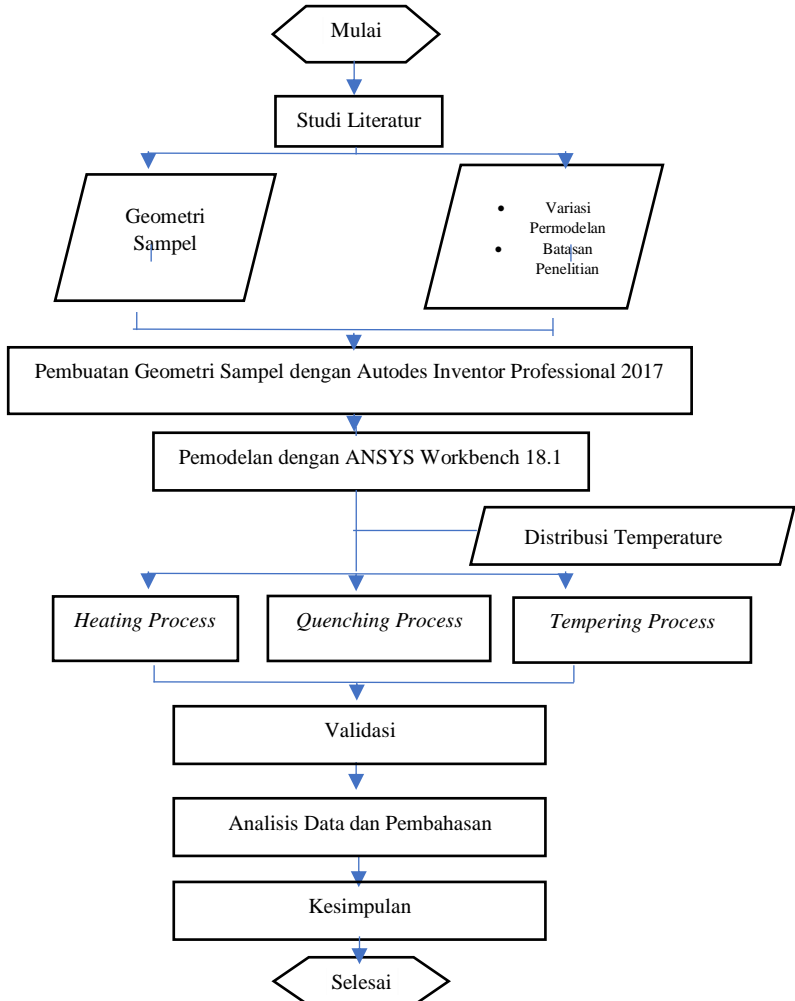 Mulai
Studi Literatur
Geometri
Sampel
• Variasi
Permodelan
• Batasan
Penelitian
Pembuatan Geometri Sampel dengan Autodes Inventor Professional 2017
Pemodelan dengan ANSYS Workbench 18.1
Distribusi Temperature
Heating Process
Quenching Process
Tempering Process
Validasi
Analisis Data dan Pembahasan
Kesimpulan
Selesai